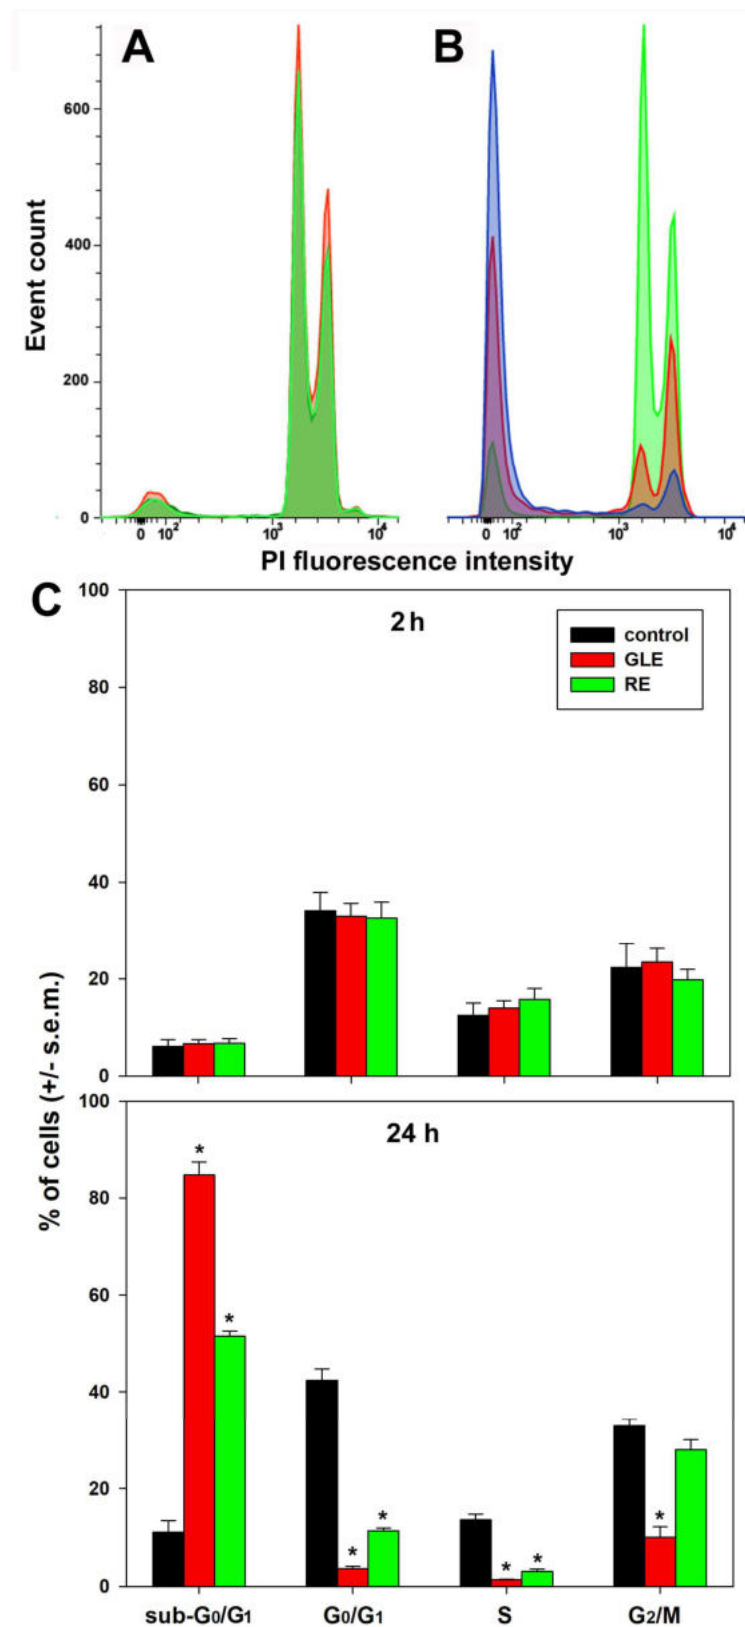 A
B
600
400
200
0
Event count
0 10² 10³ 10⁴
0 10² 10³ 10⁴
PI fluorescence intensity
C
100
80
60
40
20
0
2 h
control
GLE
RE
% of cells (+/- s.e.m.)
100
80
60
40
20
0
24 h
*
*
*
*
*
*
*
sub-G₀/G₁ G₀/G₁ S G₂/M